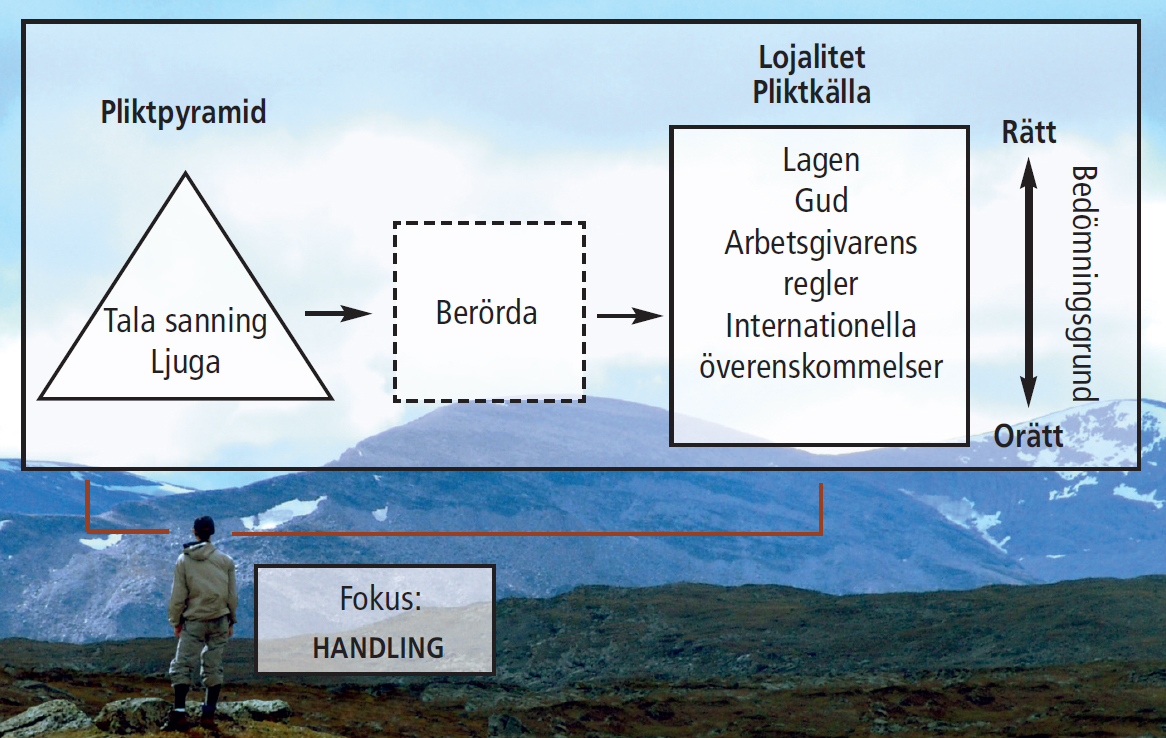 Pliktpyramid
Tala sanning
Ljuga
Berörda
Lojalitet
Pliktkälla
Lagen
Gud
Arbetsgivarens
regler
Internationella
överenskommelser
Rätt
Bedömningsgrund
Orätt
Fokus:
HANDLING